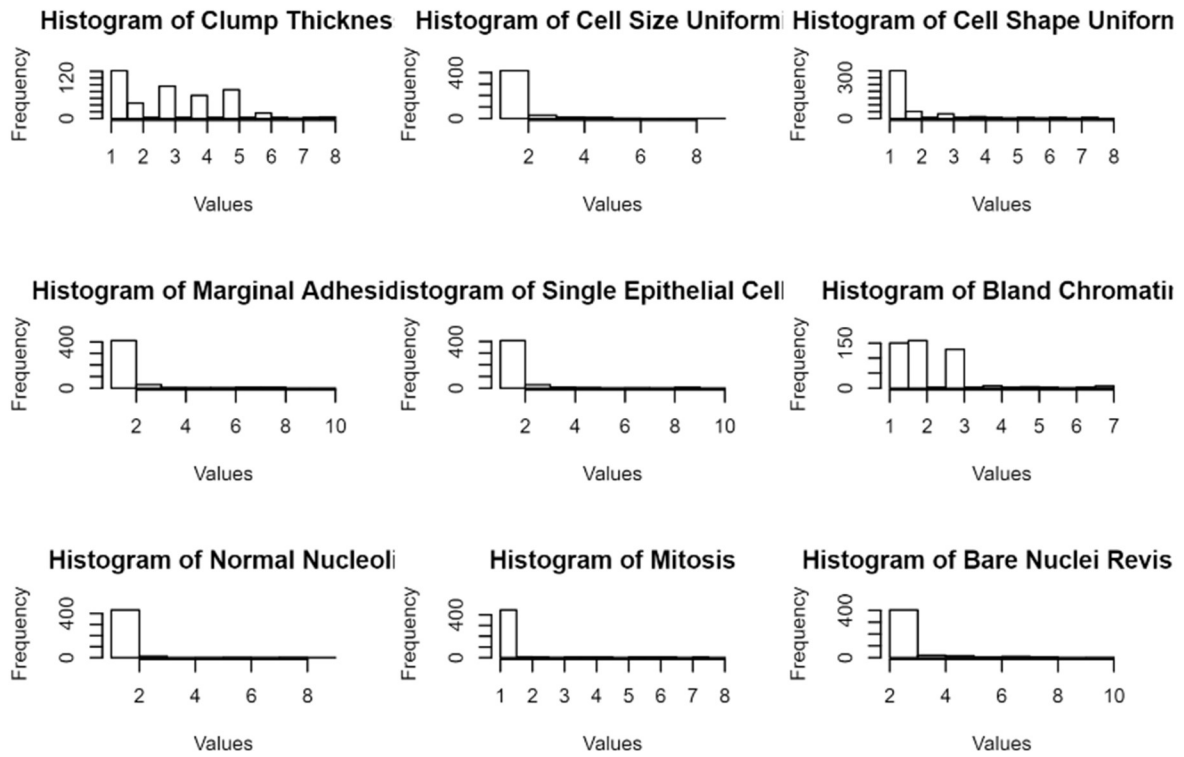 Histogram of Clump Thicknes
Frequency
120
0
1 2 3 4 5 6 7 8
Values
Histogram of Cell Size Uniformi
Frequency
400
0
2 4 6 8
Values
Histogram of Cell Shape Uniforn
Frequency
300
0
1 2 3 4 5 6 7 8
Values
Histogram of Marginal Adhesi
Frequency
400
0
2 4 6 8 10
Values
distogram of Single Epithelial Cell
Frequency
400
0
2 4 6 8 10
Values
Histogram of Bland Chromatin
Frequency
150
0
1 2 3 4 5 6 7
Values
Histogram of Normal Nucleoli
Frequency
400
0
2 4 6 8
Values
Histogram of Mitosis
Frequency
400
0
1 2 3 4 5 6 7 8
Values
Histogram of Bare Nuclei Revis
Frequency
400
0
2 4 6 8 10
Values